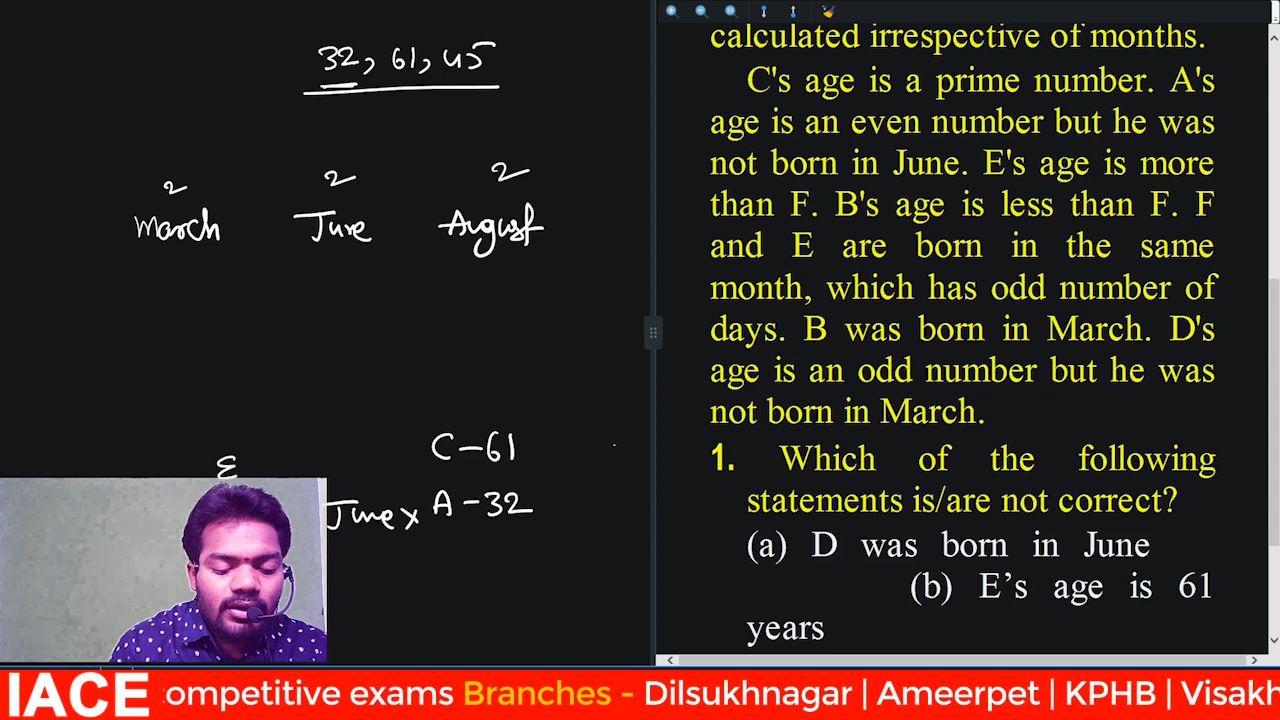 32, 61, 45
2 2 2
March June August
C-61
E
June x A-32
calculated irrespective of months.
C's age is a prime number. A's
age is an even number but he was
not born in June. E's age is more
than F. B's age is less than F. F
and E are born in the same
month, which has odd number of
days. B was born in March. D's
age is an odd number but he was
not born in March.
1. Which of the following
statements is/are not correct?
(a) D was born in June
(b) E’s age is 61
years
IACE ompetitive exams Branches - Dilsukhnagar | Ameerpet | KPHB | Visakh